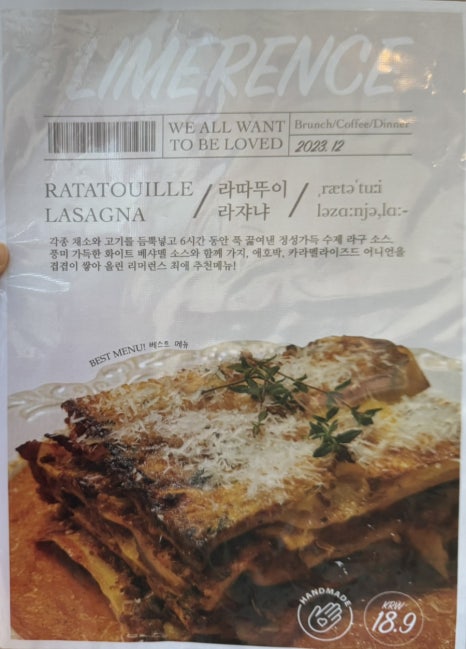 LIMERENCE
WE ALL WANT
TO BE LOVED
Brunch/Coffee/Dinner
2023. 12
RATATOUILLE
LASAGNA
/
라따뚜이
라쟈냐
/
ˌrætəˈtuːi
ləzɑːnjə,lɑː-
각종 채소와 고기를 듬뿍넣고 6시간 동안 푹 끓여낸 정성가득 수제 라구 소스.
풍미 가득한 화이트 베샤멜 소스와 함께 가지, 애호박, 카라멜라이즈드 어니언을
겹겹이 쌓아 올린 리머런스 최애 추천메뉴!
BEST MENU! 베스트 메뉴
HANDMADE
KRW
18.9